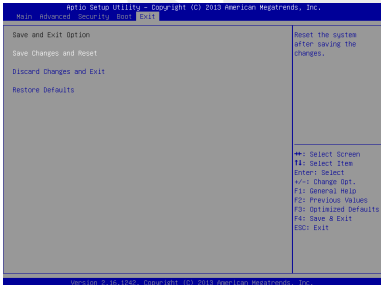 Aptio Setup Utility – Copyright (C) 2013 American Megatrends, Inc.
Main Advanced Security Boot Exit
Save and Exit Option
Save Changes and Reset
Discard Changes and Exit
Restore Defaults
Reset the system
after saving the
changes.
↔: Select Screen
↑↓: Select Item
Enter: Select
+/-: Change Opt.
F1: General Help
F2: Previous Values
F3: Optimized Defaults
F4: Save & Exit
ESC: Exit
Version 2.16.1242. Copyright (C) 2013 American Megatrends, Inc.